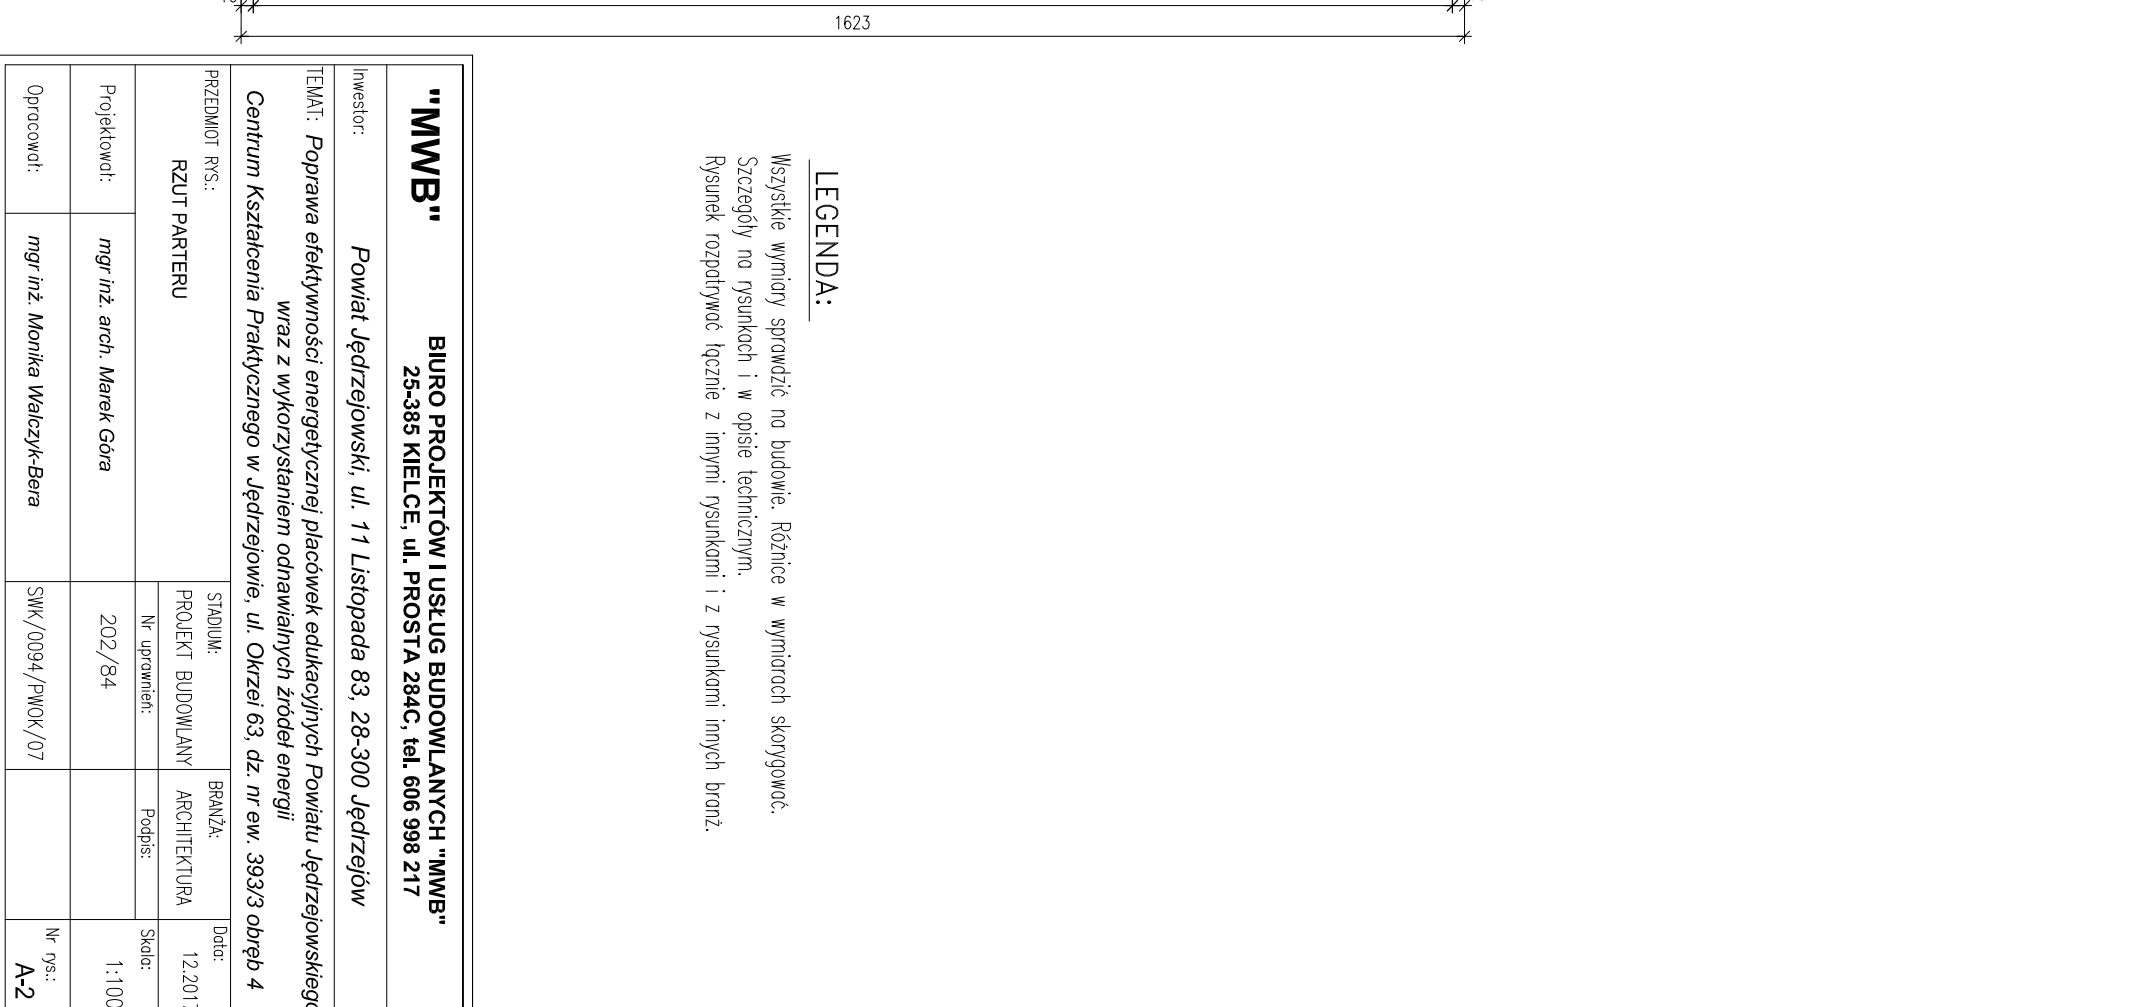 1623
LEGENDA:
Wszystkie wymiary sprawdzić na budowie. Różnice w wymiarach skorygować.
Szczegóły na rysunkach i w opisie technicznym.
Rysunek rozpatrywać łącznie z innymi rysunkami i z rysunkami innych branż.
"MWB"
BIURO PROJEKTÓW I USŁUG BUDOWLANYCH "MWB"
25-385 KIELCE, ul. PROSTA 284C, tel. 606 998 217
Inwestor: Powiat Jędrzejowski, ul. 11 Listopada 83, 28-300 Jędrzejów
TEMAT: Poprawa efektywności energetycznej placówek edukacyjnych Powiatu Jędrzejowskiego
wraz z wykorzystaniem odnawialnych źródeł energii
Centrum Kształcenia Praktycznego w Jędrzejowie, ul. Okrzei 63, dz. nr ew. 393/3 obręb 4
PRZEDMIOT RYS.:
RZUT PARTERU
STADIUM:
PROJEKT BUDOWLANY
BRANŻA:
ARCHITEKTURA
Data:
12.2017
Nr uprawnień:
Podpis:
Skala:
1:100
Projektował: mgr inż. arch. Marek Góra 202/84
Opracował: mgr inż. Monika Walczyk-Bera SWK/0094/PWOK/07
Nr rys.:
A-2